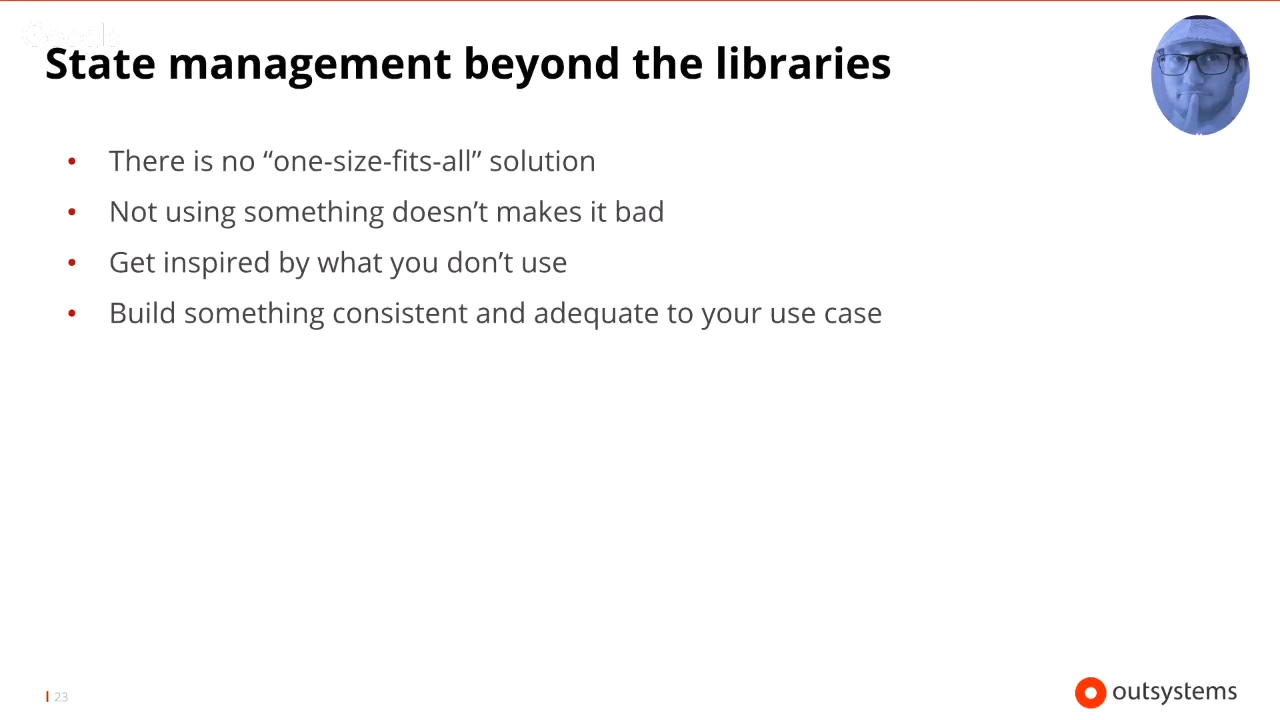 State management beyond the libraries
• There is no “one-size-fits-all” solution
• Not using something doesn’t makes it bad
• Get inspired by what you don’t use
• Build something consistent and adequate to your use case
23
outsystems